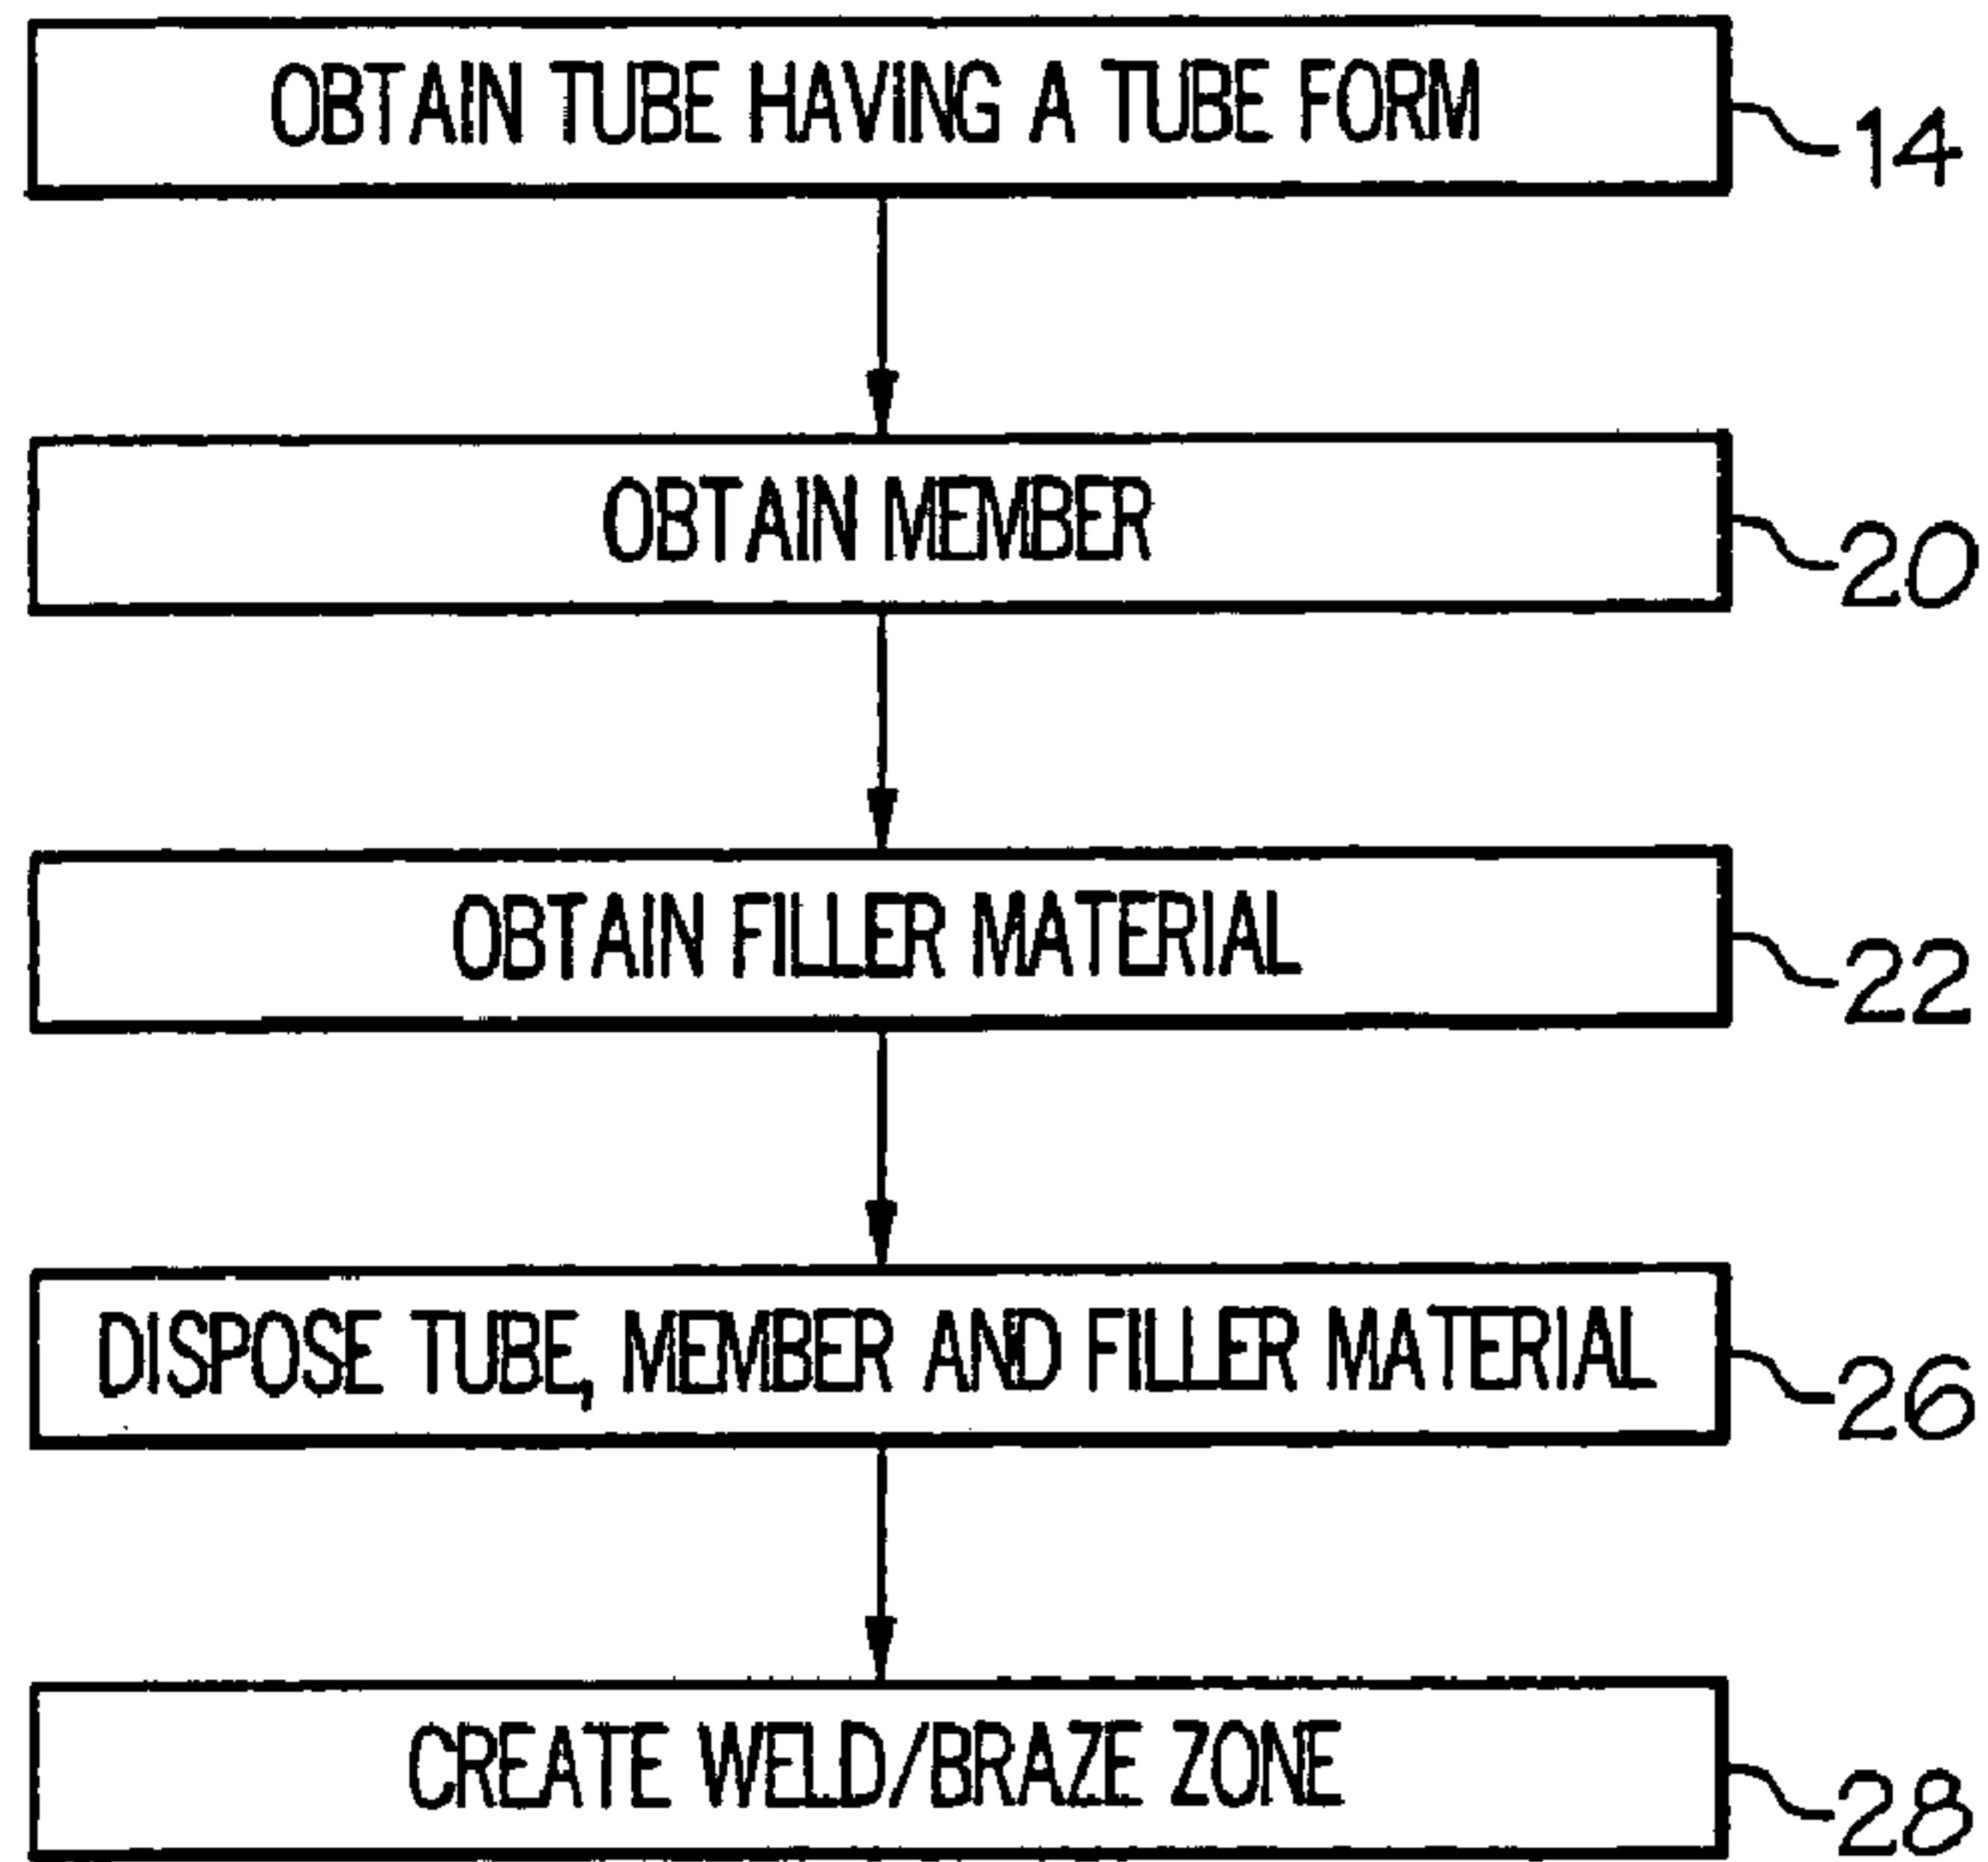 OBTAIN TUBE HAVING A TUBE FORM
14
OBTAIN MEMBER
20
OBTAIN FILLER MATERIAL
22
DISPOSE TUBE, MEMBER AND FILLER MATERIAL
26
CREATE WELD/BRAZE ZONE
28